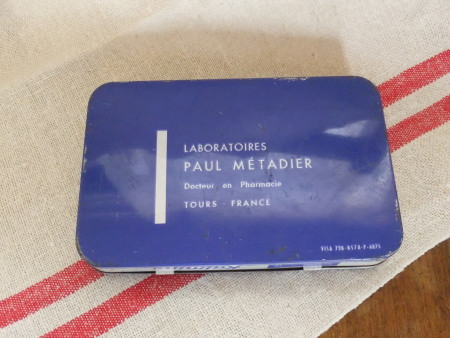 LABORATOIRES
PAUL MÉTADIER
Docteur en Pharmacie
TOURS - FRANCE